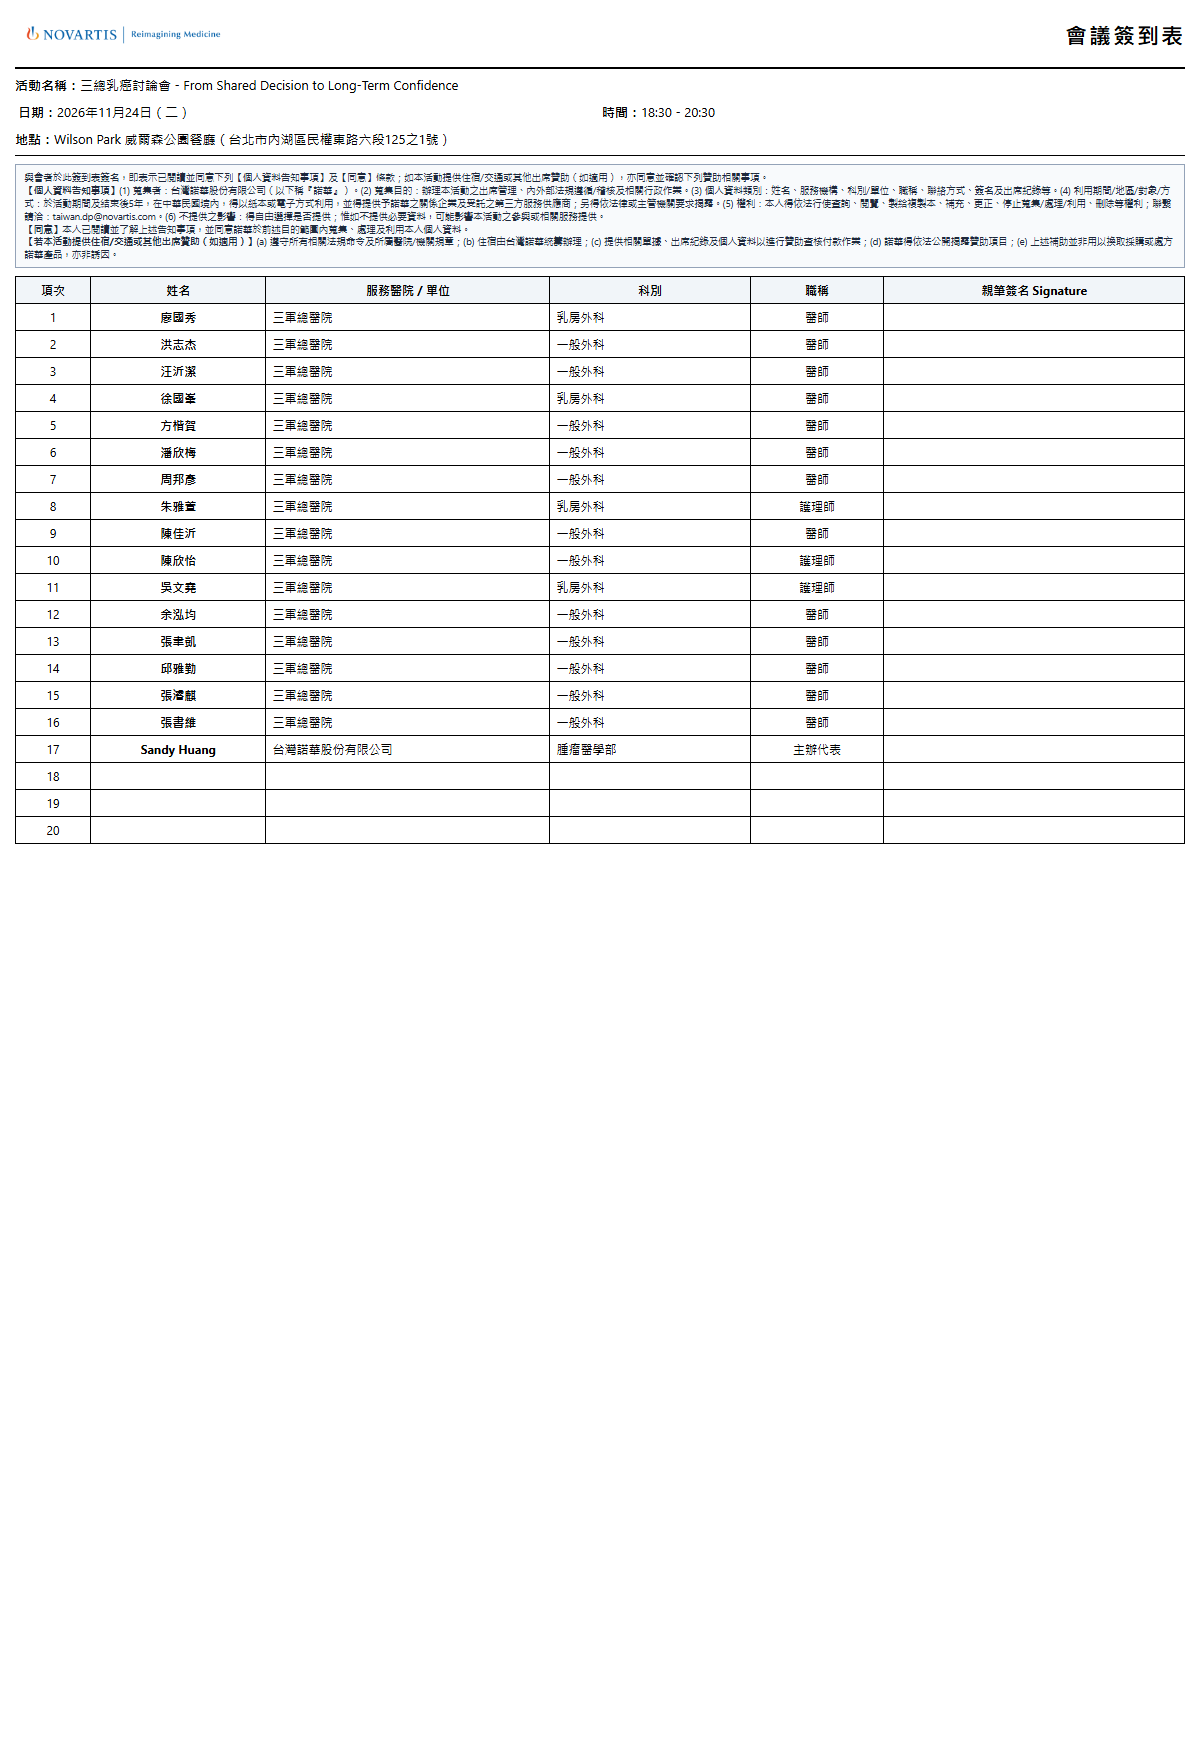 NOVARTIS | Reimagining Medicine
會議簽到表
活動名稱：三總乳癌討論會 - From Shared Decision to Long-Term Confidence
日期：2026年11月24日（二）
時間：18:30 - 20:30
地點：Wilson Park 威爾森公園餐廳（台北市內湖區民權東路六段125之1號）
與會者於此簽到表簽名，即表示已閱讀並同意下列【個人資料告知事項】及【同意】條款；如本活動提供住宿/交通或其他出席贊助（如適用），亦同意並確認下列贊助相關事項。
【個人資料告知事項】(1) 蒐集者：台灣諾華股份有限公司（以下稱『諾華』）。(2) 蒐集目的：辦理本活動之出席管理、內外部法規遵循/稽核及相關行政作業。(3) 個人資料類別：姓名、服務機構、科別/單位、職稱、聯絡方式、簽名及出席記錄等。(4) 利用期間/地區/對象/方
式：於活動期間及結束後5年，在中華民國境內，得以紙本或電子方式利用，並得提供予諾華之關係企業及受託之第三方服務供應商；另得依法律或主管機關要求揭露。(5) 權利：本人得依法行使查詢、閱覽、製給複製本、補充、更正、停止蒐集/處理/利用、刪除等權利；聯繫
請洽：taiwan.dp@novartis.com。(6) 不提供之影響：得自由選擇是否提供；惟如不提供必要資料，可能影響本活動之參與或相關服務提供。
【同意】本人已閱讀並了解上述告知事項，並同意諾華於前述目的範圍內蒐集、處理及利用本人個人資料。
【若本活動提供住宿/交通或其他出席贊助（如適用）】(a) 遵守所有相關法規命令及所屬醫院/機關規章；(b) 住宿由台灣諾華統籌辦理；(c) 提供相關單據、出席紀錄及個人資料以進行贊助查核付款作業；(d) 諾華得依法公開揭露贊助項目；(e) 上述補助並非用以換取採購或處方
諾華產品，亦非誘因。
項次 姓名 服務醫院 / 單位 科別 職稱 親筆簽名 Signature
1 廖國秀 三軍總醫院 乳房外科 醫師
2 洪志杰 三軍總醫院 一般外科 醫師
3 汪沂潔 三軍總醫院 一般外科 醫師
4 徐國峯 三軍總醫院 乳房外科 醫師
5 方楷賀 三軍總醫院 一般外科 醫師
6 潘欣梅 三軍總醫院 一般外科 醫師
7 周邦彥 三軍總醫院 一般外科 醫師
8 朱雅萱 三軍總醫院 乳房外科 護理師
9 陳佳沂 三軍總醫院 一般外科 醫師
10 陳欣怡 三軍總醫院 一般外科 護理師
11 吳文堯 三軍總醫院 乳房外科 護理師
12 余泓均 三軍總醫院 一般外科 醫師
13 張聿凱 三軍總醫院 一般外科 醫師
14 邱雅勤 三軍總醫院 一般外科 醫師
15 張濬麒 三軍總醫院 一般外科 醫師
16 張書維 三軍總醫院 一般外科 醫師
17 Sandy Huang 台灣諾華股份有限公司 腫瘤醫學部 主辦代表
18
19
20